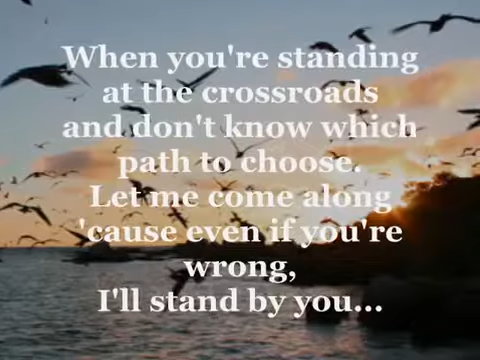 When you're standing
at the crossroads
and don't know which
path to choose.
Let me come along
'cause even if you're
wrong,
I'll stand by you...